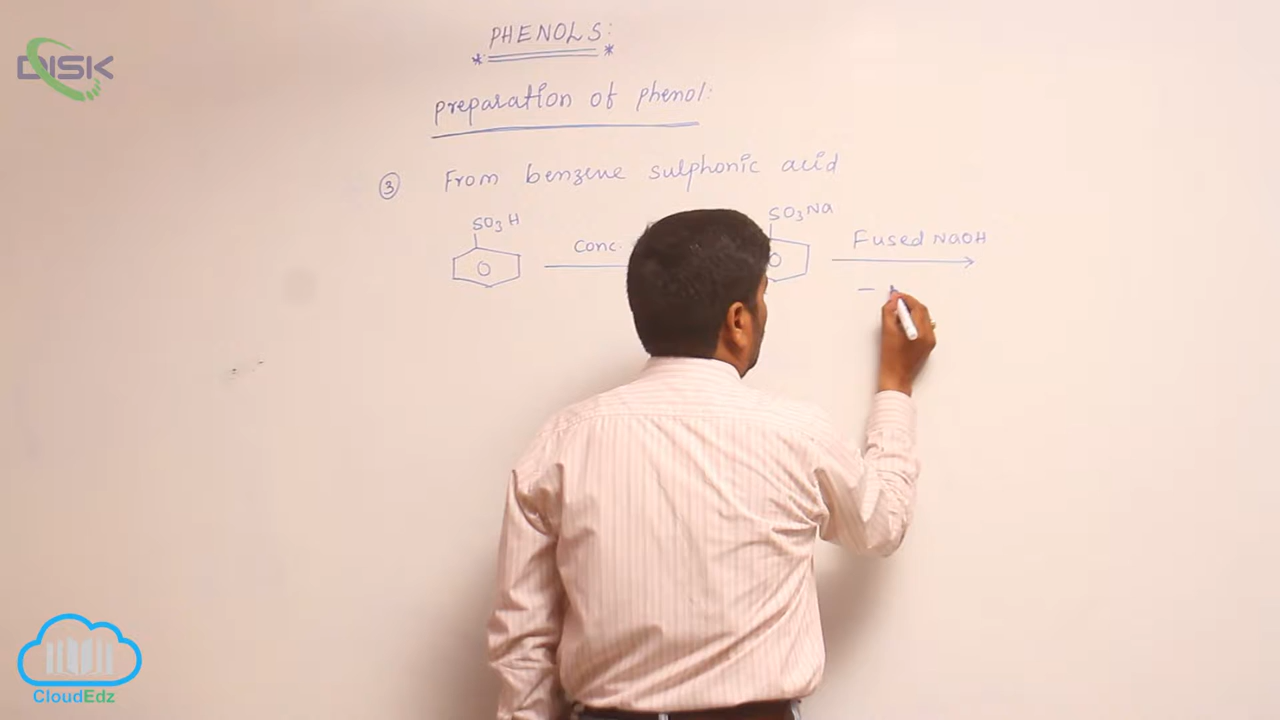 DISK
PHENOLS:
preparation of phenol:
③ From benzene sulphonic acid
SO₃H
Conc.
SO₃Na
Fused NaOH
CloudEdz